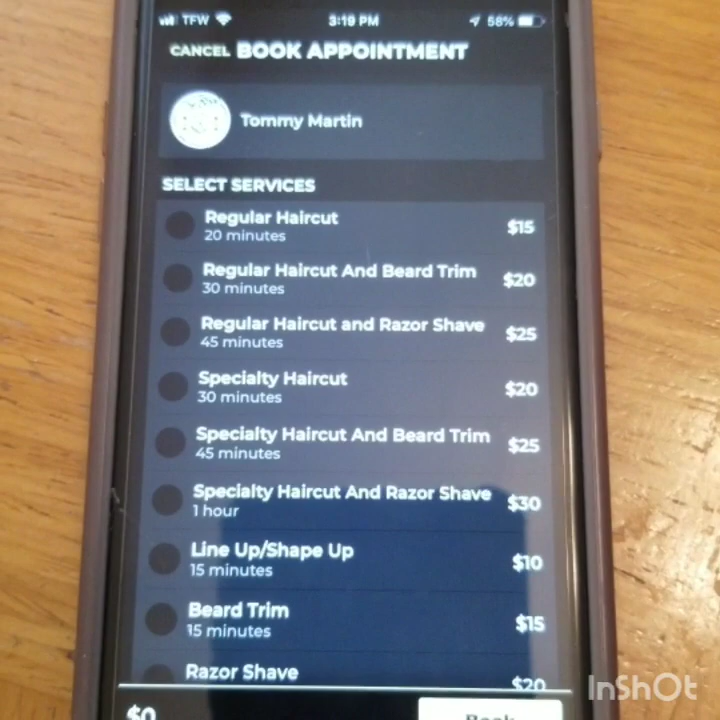 TFW 3:19 PM 58%
CANCEL BOOK APPOINTMENT
Tommy Martin
SELECT SERVICES
Regular Haircut $15
20 minutes
Regular Haircut And Beard Trim $20
30 minutes
Regular Haircut and Razor Shave $25
45 minutes
Specialty Haircut $20
30 minutes
Specialty Haircut And Beard Trim $25
45 minutes
Specialty Haircut And Razor Shave $30
1 hour
Line Up/Shape Up $10
15 minutes
Beard Trim $15
15 minutes
Razor Shave $20
$0 Book
InShOt